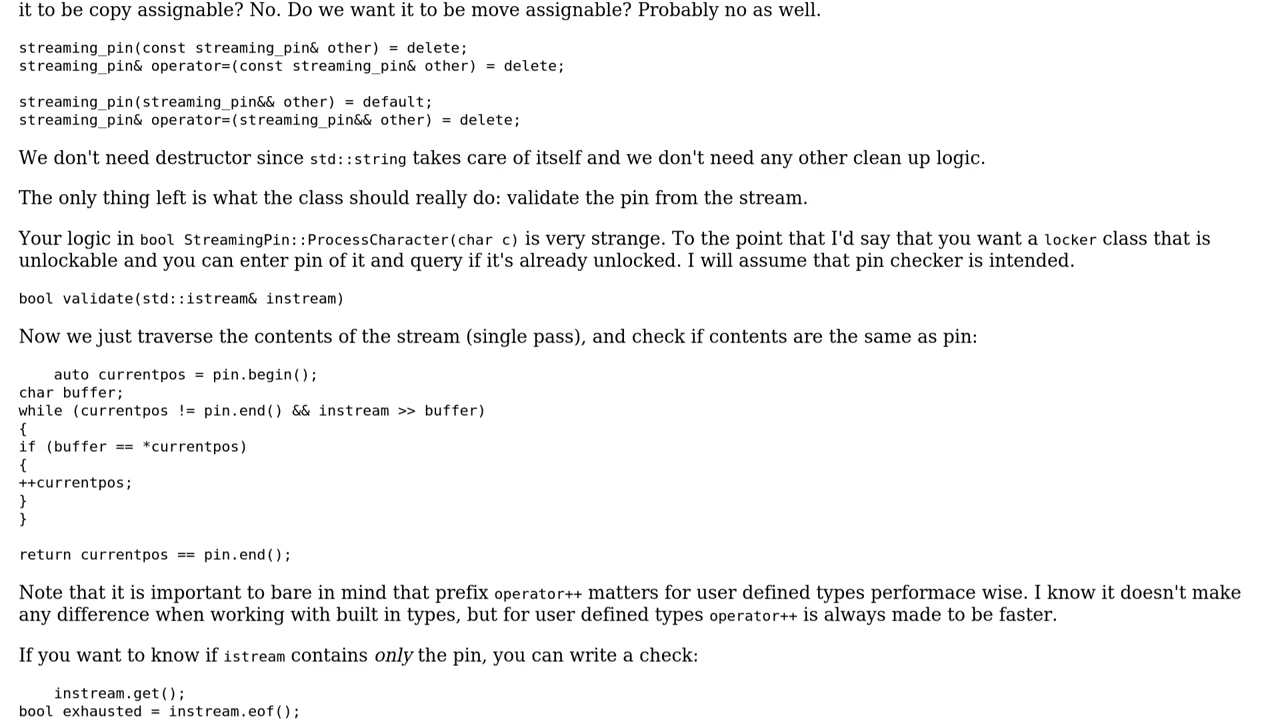 it to be copy assignable? No. Do we want it to be move assignable? Probably no as well.
streaming_pin(const streaming_pin& other) = delete;
streaming_pin& operator=(const streaming_pin& other) = delete;
streaming_pin(streaming_pin&& other) = default;
streaming_pin& operator=(streaming_pin&& other) = delete;
We don't need destructor since std::string takes care of itself and we don't need any other clean up logic.
The only thing left is what the class should really do: validate the pin from the stream.
Your logic in bool StreamingPin::ProcessCharacter(char c) is very strange. To the point that I'd say that you want a locker class that is
unlockable and you can enter pin of it and query if it's already unlocked. I will assume that pin checker is intended.
bool validate(std::istream& instream)
Now we just traverse the contents of the stream (single pass), and check if contents are the same as pin:
    auto currentpos = pin.begin();
char buffer;
while (currentpos != pin.end() && instream >> buffer)
{
if (buffer == *currentpos)
{
++currentpos;
}
}
return currentpos == pin.end();
Note that it is important to bare in mind that prefix operator++ matters for user defined types performace wise. I know it doesn't make
any difference when working with built in types, but for user defined types operator++ is always made to be faster.
If you want to know if istream contains only the pin, you can write a check:
    instream.get();
bool exhausted = instream.eof();